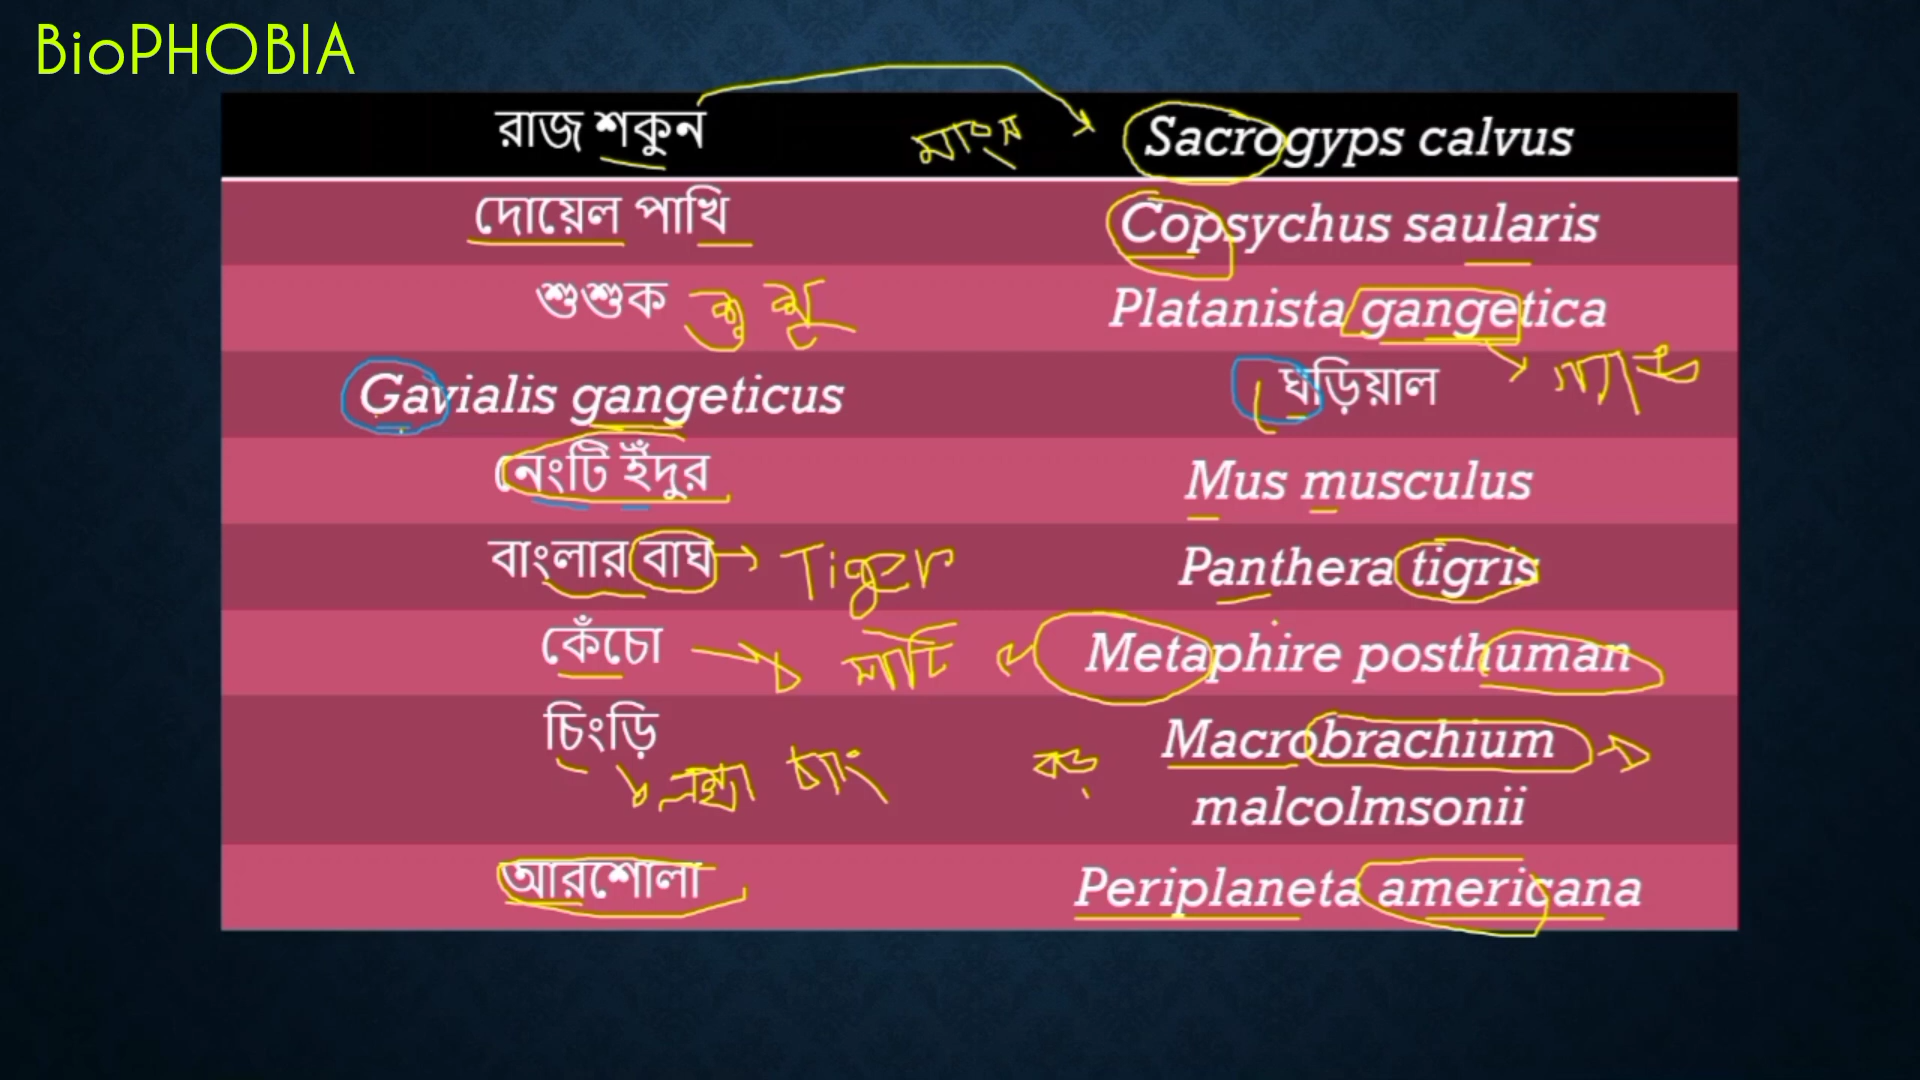 BioPHOBIA
রাজ শকুন মাংস Sacrogyps calvus
দোয়েল পাখি Copsychus saularis
শুশুক Platanista gangetica
Gavialis gangeticus ঘড়িয়াল
নেংটি ইঁদুর Mus musculus
বাংলার বাঘ Tiger Panthera tigris
কেঁচো মাটি Metaphire posthuman
চিংড়ি Macrobrachium
বড় malcolmsonii
আরশোলা Periplaneta americana